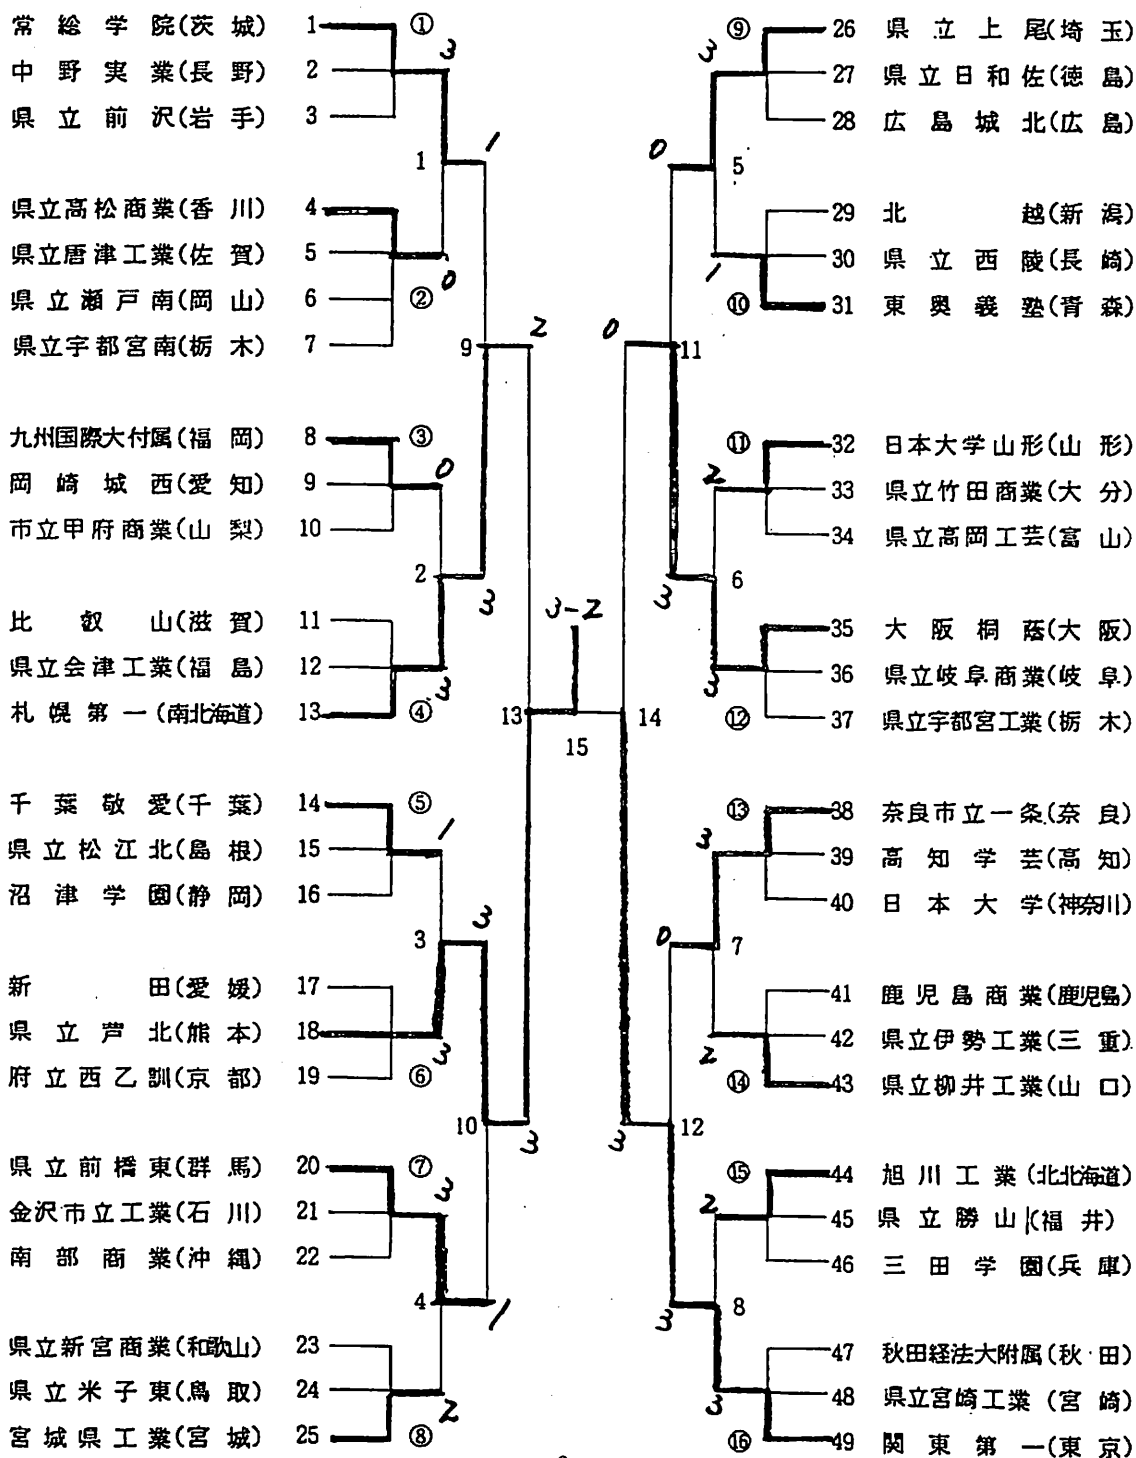 常総学院(茨城) 1 ①
3
中野実業(長野) 2
県立前沢(岩手) 3
1 1
県立高松商業(香川) 4
県立唐津工業(佐賀) 5
0
県立瀬戸南(岡山) 6 ②
県立宇都宮南(栃木) 7
9 2
九州国際大付属(福岡) 8 ③
0
岡崎城西(愛知) 9
市立甲府商業(山梨) 10
2 3
比叡山(滋賀) 11
県立会津工業(福島) 12
3
札幌第一(南北海道) 13 ④
13
千葉敬愛(千葉) 14 ⑤
1
県立松江北(島根) 15
沼津学園(静岡) 16
3 3
新田(愛媛) 17
県立芦北(熊本) 18
3
府立西乙訓(京都) 19 ⑥
10 3
県立前橋東(群馬) 20 ⑦
3
金沢市立工業(石川) 21
南部商業(沖縄) 22
4 1
県立新宮商業(和歌山) 23
県立米子東(鳥取) 24
2
宮城県工業(宮城) 25 ⑧
3-2
15
⑨ 26 県立上尾(埼玉)
3
27 県立日和佐(徳島)
28 広島城北(広島)
0 5
29 北越(新潟)
30 県立西陵(長崎)
1
⑩ 31 東奥義塾(青森)
0 11
⑪ 32 日本大学山形(山形)
2
33 県立竹田商業(大分)
34 県立高岡工芸(富山)
3 6
35 大阪桐蔭(大阪)
36 県立岐阜商業(岐阜)
3
⑫ 37 県立宇都宮工業(栃木)
14
⑬ 38 奈良市立一条(奈良)
3
39 高知学芸(高知)
40 日本大学(神奈川)
0 7
41 鹿児島商業(鹿児島)
42 県立伊勢工業(三重)
2
⑭ 43 県立柳井工業(山口)
3 12
⑮ 44 旭川工業(北北海道)
2
45 県立勝山(福井)
46 三田学園(兵庫)
3 8
47 秋田経法大附属(秋田)
48 県立宮崎工業(宮崎)
3
⑯ 49 関東第一(東京)